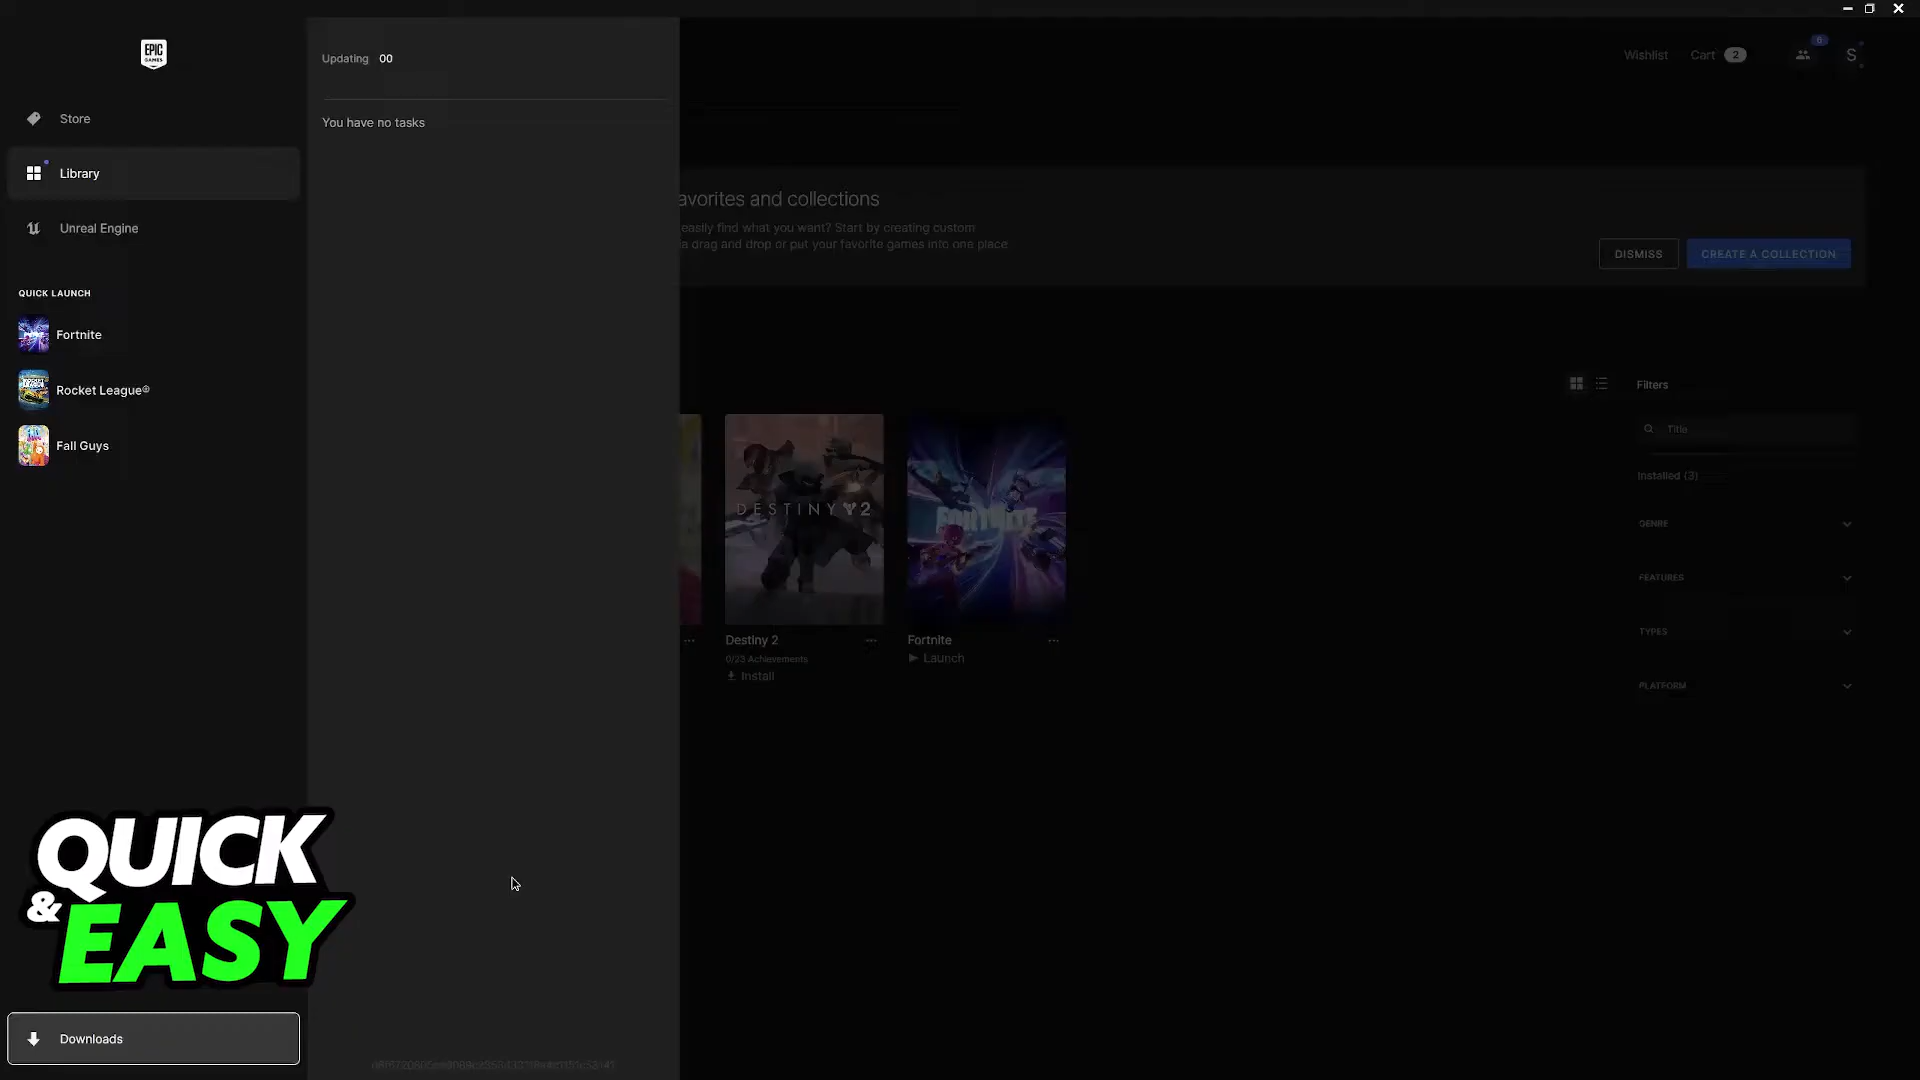 EPIC
GAMES
Store
Library
Unreal Engine
QUICK LAUNCH
Fortnite
Rocket League®
Fall Guys
QUICK
&EASY
Downloads
Updating 00
You have no tasks
Wishlist
Cart 2
6
S
avorites and collections
easily find what you want? Start by creating custom
a drag and drop or put your favorite games into one place
DISMISS
CREATE A COLLECTION
Filters
Title
Installed (3)
GENRE
FEATURES
TYPES
PLATFORM
DESTINY 2
FORTNITE
Destiny 2
0/23 Achievements
Install
Fortnite
Launch